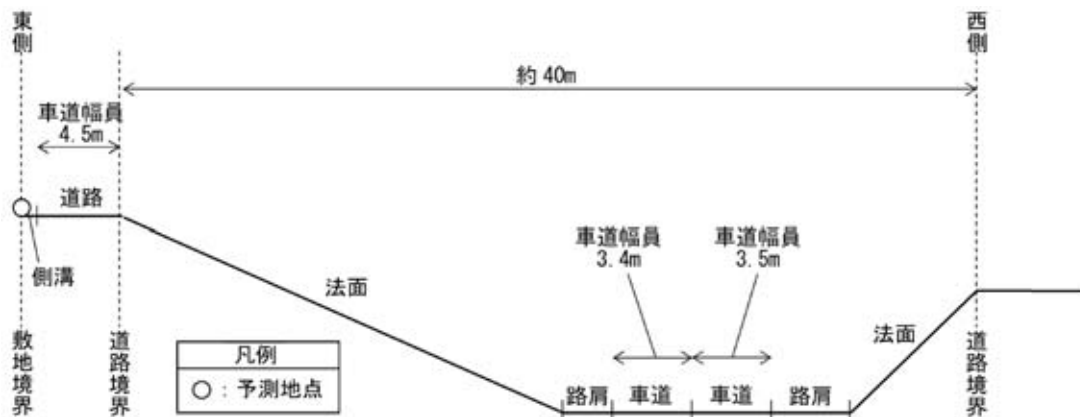 東側
西側
約40m
車道幅員
4.5m
道路
側溝
車道幅員
3.4m
車道幅員
3.5m
法面
法面
敷地境界
道路境界
凡例
○：予測地点
路肩
車道
車道
路肩
道路境界